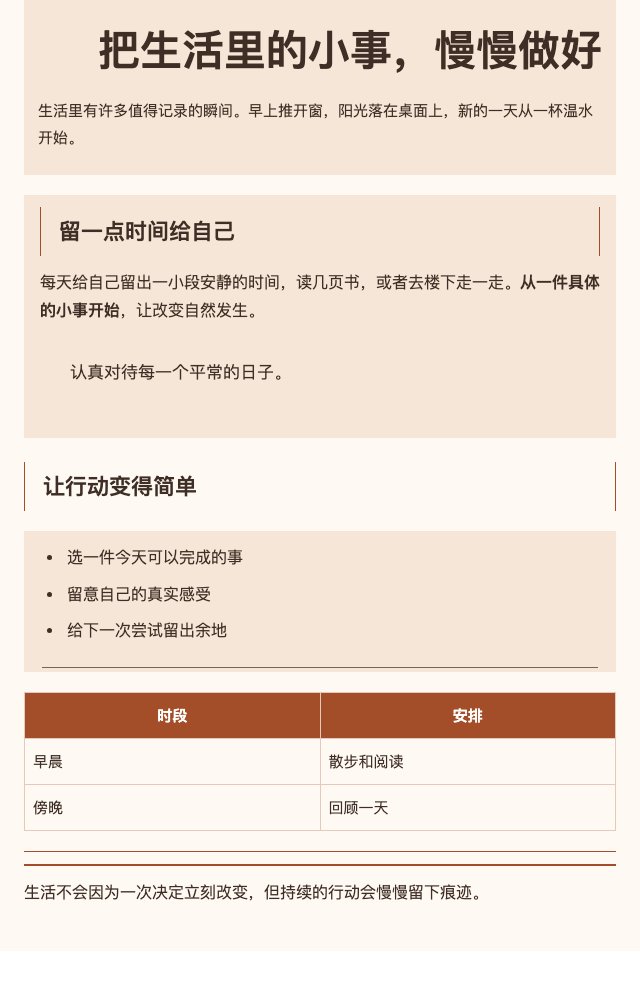 把生活里的小事，慢慢做好
生活里有许多值得记录的瞬间。早上推开窗，阳光落在桌面上，新的一天从一杯温水
开始。
留一点时间给自己
每天给自己留出一小段安静的时间，读几页书，或者去楼下走一走。从一件具体
的小事开始，让改变自然发生。
认真对待每一个平常的日子。
让行动变得简单
选一件今天可以完成的事
留意自己的真实感受
给下一次尝试留出余地
时段 安排
早晨 散步和阅读
傍晚 回顾一天
生活不会因为一次决定立刻改变，但持续的行动会慢慢留下痕迹。